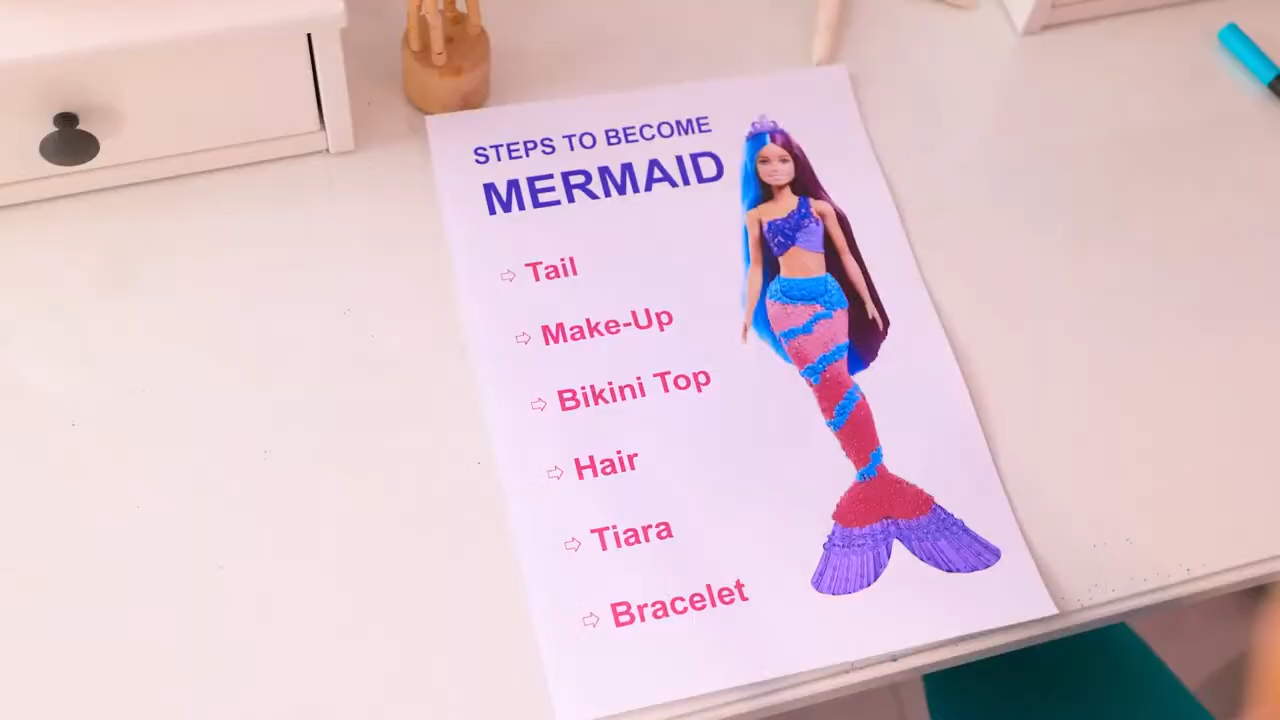 STEPS TO BECOME
MERMAID
⇨ Tail
⇨ Make-Up
⇨ Bikini Top
⇨ Hair
⇨ Tiara
⇨ Bracelet